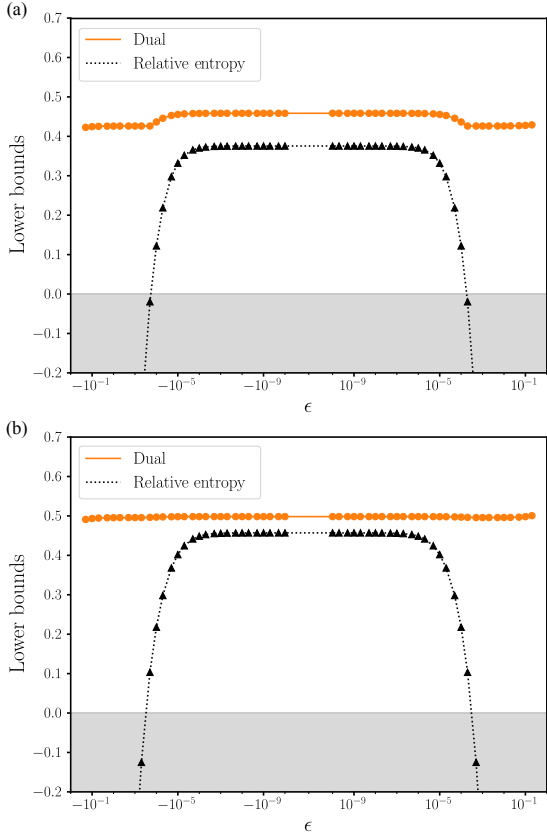 (a)
Dual
Relative entropy
Lower bounds
0.7
0.6
0.5
0.4
0.3
0.2
0.1
0.0
−0.1
−0.2
−10⁻¹ −10⁻⁵ −10⁻⁹ 10⁻⁹ 10⁻⁵ 10⁻¹
ϵ
(b)
Dual
Relative entropy
Lower bounds
0.7
0.6
0.5
0.4
0.3
0.2
0.1
0.0
−0.1
−0.2
−10⁻¹ −10⁻⁵ −10⁻⁹ 10⁻⁹ 10⁻⁵ 10⁻¹
ϵ